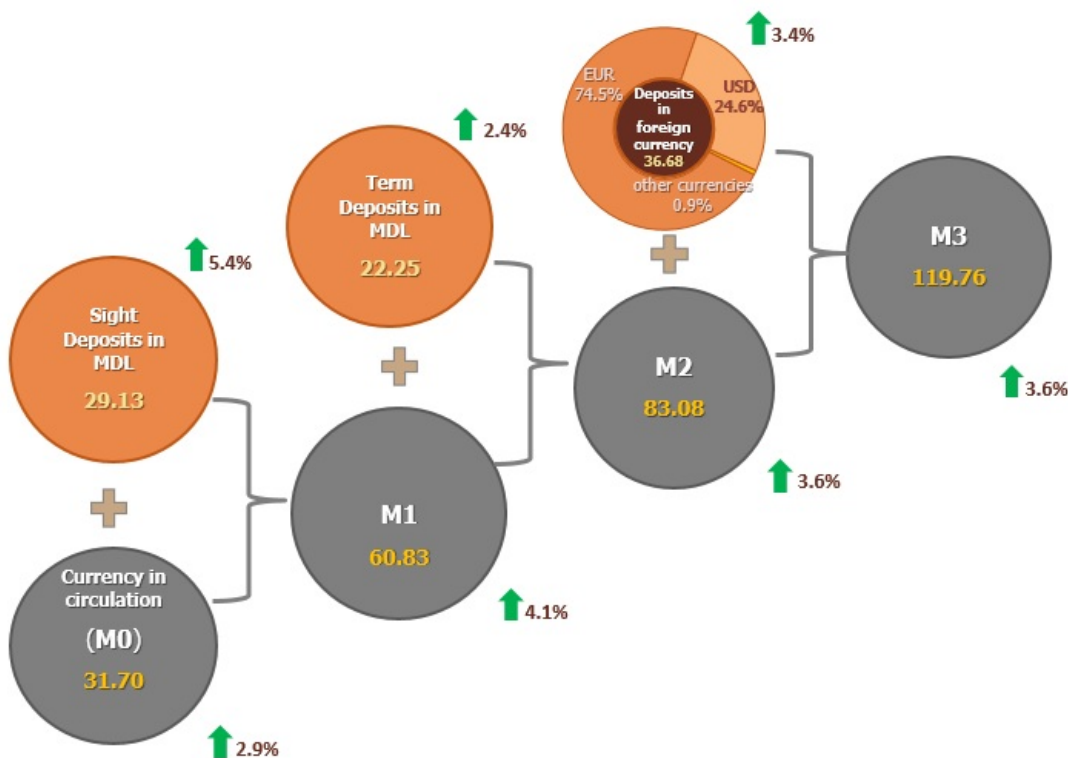 Sight
Deposits in
MDL
29.13
5.4%
Currency in
circulation
(M0)
31.70
2.9%
Term
Deposits in
MDL
22.25
2.4%
M1
60.83
4.1%
EUR
74.5%
USD
24.6%
Deposits
in
foreign
currency
36.68
other currencies
0.9%
3.4%
M2
83.08
3.6%
M3
119.76
3.6%